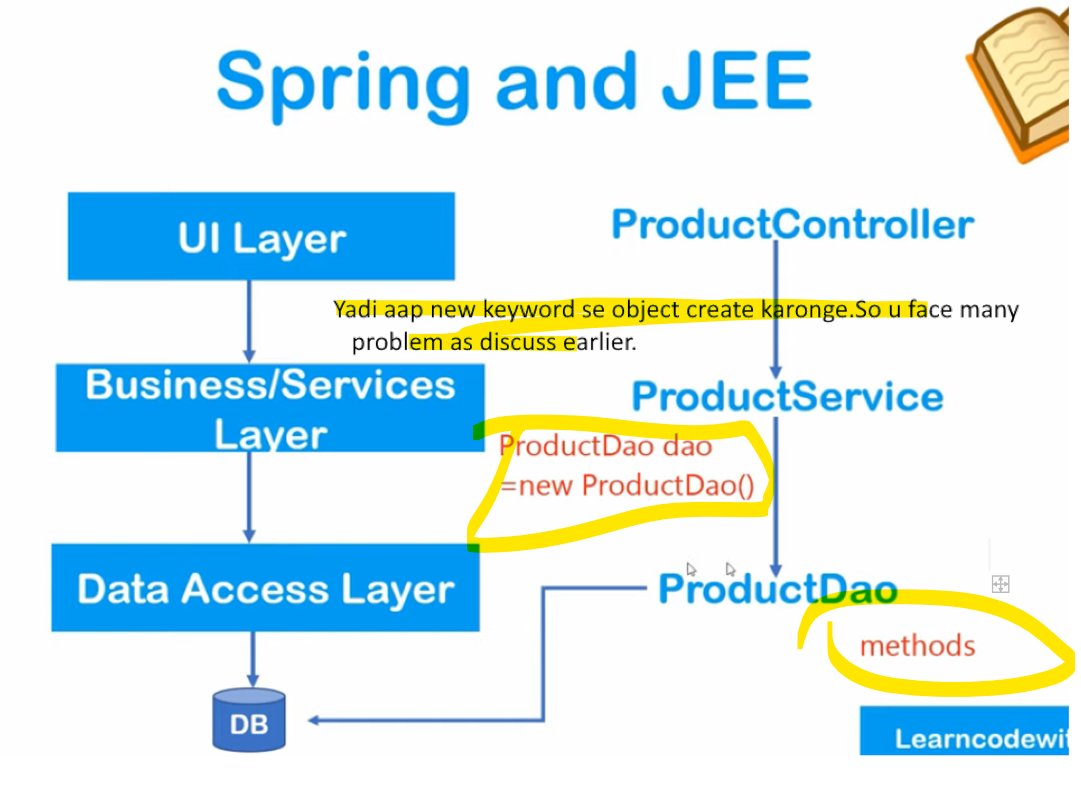 Spring and JEE
UI Layer
ProductController
Yadi aap new keyword se object create karonge.So u face many
problem as discuss earlier.
Business/Services
Layer
ProductService
ProductDao dao
=new ProductDao()
Data Access Layer
ProductDao
methods
DB